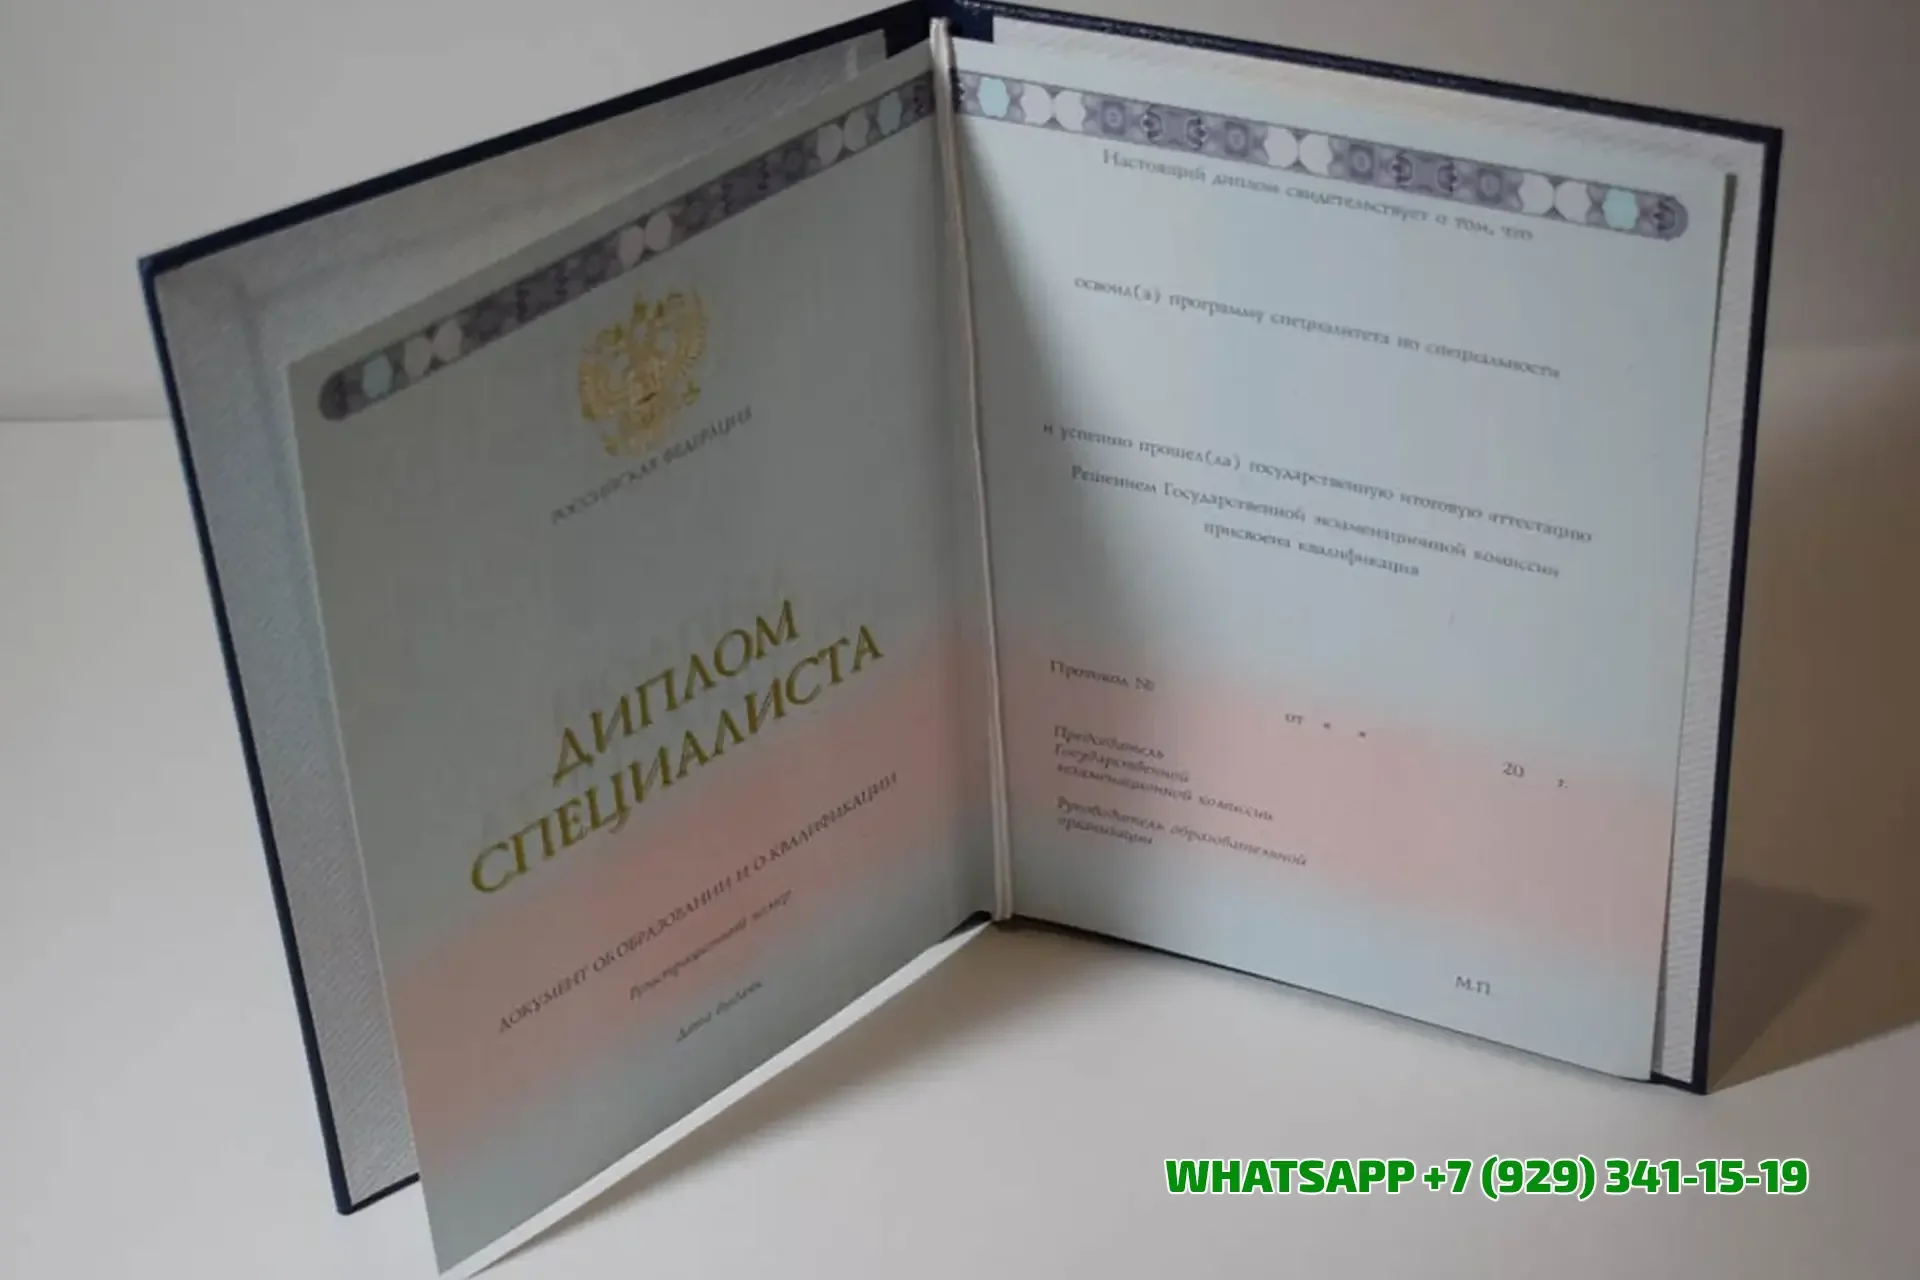 РОССИЙСКАЯ ФЕДЕРАЦИЯ
ДИПЛОМ
СПЕЦИАЛИСТА
ДОКУМЕНТ ОБ ОБРАЗОВАНИИ И О КВАЛИФИКАЦИИ
Регистрационный номер
Дата выдачи
Настоящий диплом свидетельствует о том, что
освоил(а) программу специалитета по специальности
и успешно прошел(ла) государственную итоговую аттестацию
Решением Государственной экзаменационной комиссии
присвоена квалификация
Протокол №
от « »
20 г.
Председатель
Государственной
экзаменационной комиссии
Руководитель образовательной
организации
М.П.
WHATSAPP +7 (929) 341-15-19